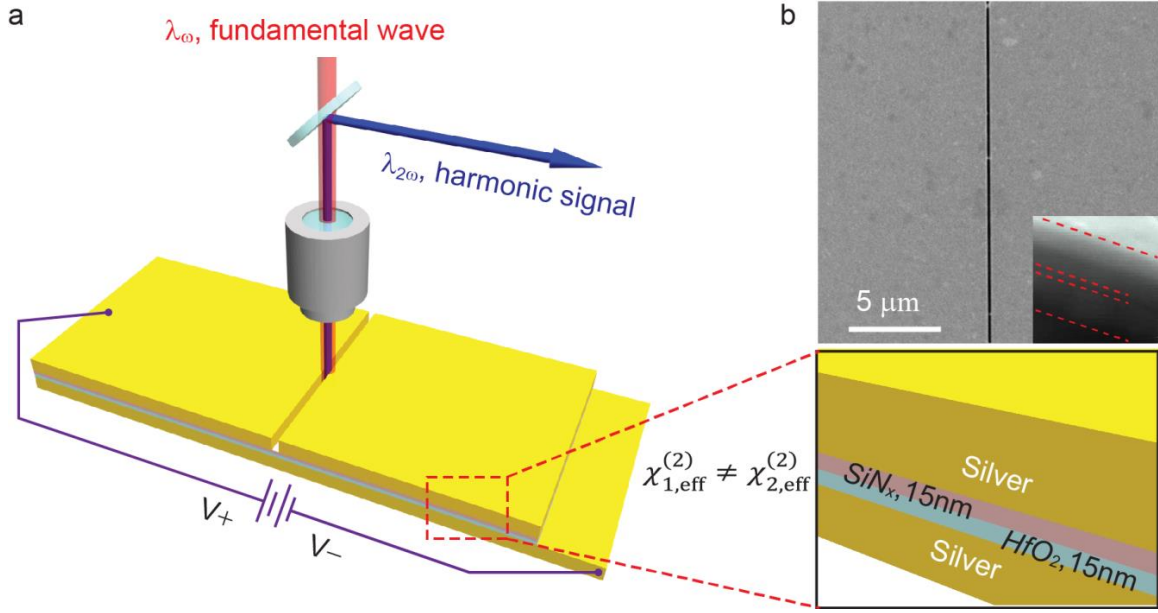 a
λω, fundamental wave
λ2ω, harmonic signal
V+
V−
χ(2)1,eff ≠ χ(2)2,eff
b
5 μm
Silver
SiNx, 15nm
HfO2, 15nm
Silver